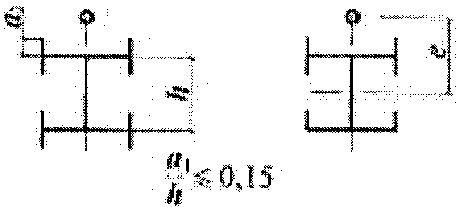 a₁
h
e
a₁/h ≤ 0,15